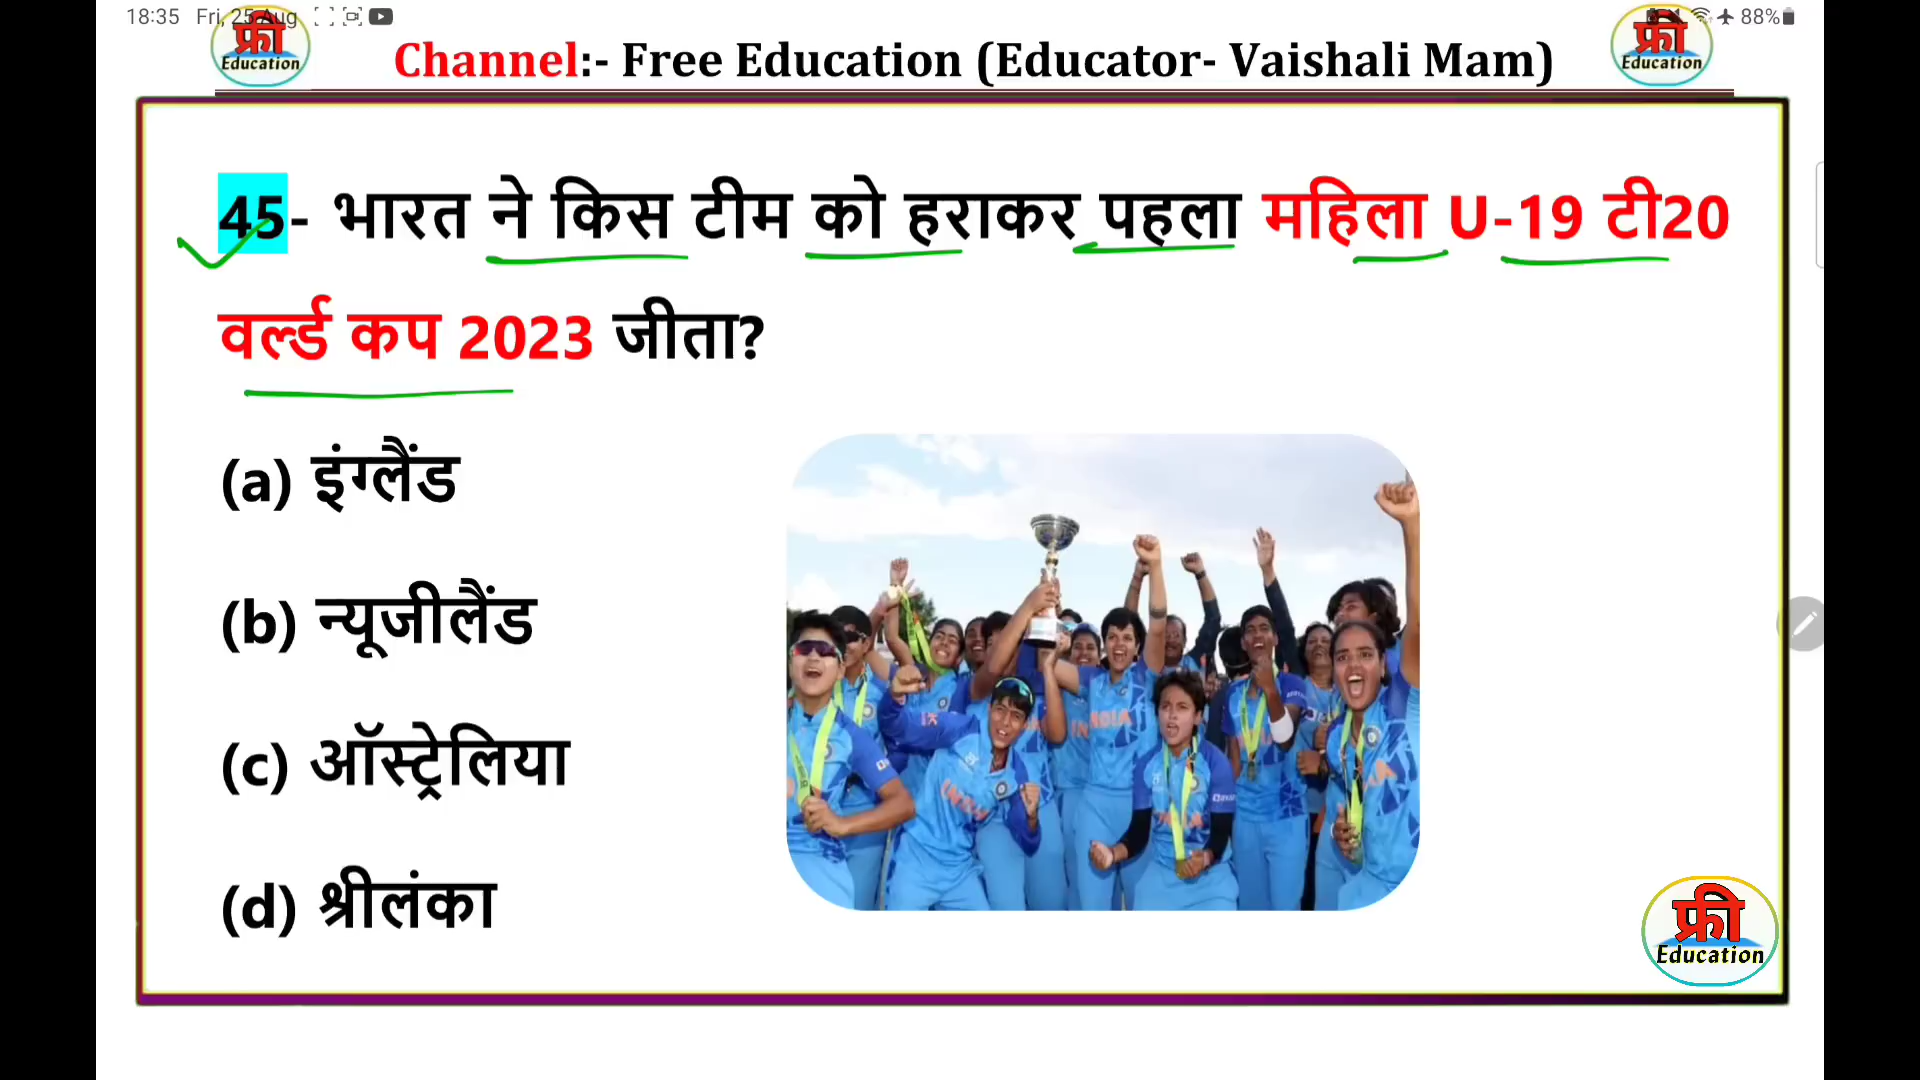 18:35 Fri, 25 Aug 88%
फ्री Education
Channel:- Free Education (Educator- Vaishali Mam)
फ्री Education
45- भारत ने किस टीम को हराकर पहला महिला U-19 टी20
वर्ल्ड कप 2023 जीता?
(a) इंग्लैंड
(b) न्यूजीलैंड
(c) ऑस्ट्रेलिया
(d) श्रीलंका
INDIA
फ्री
Education